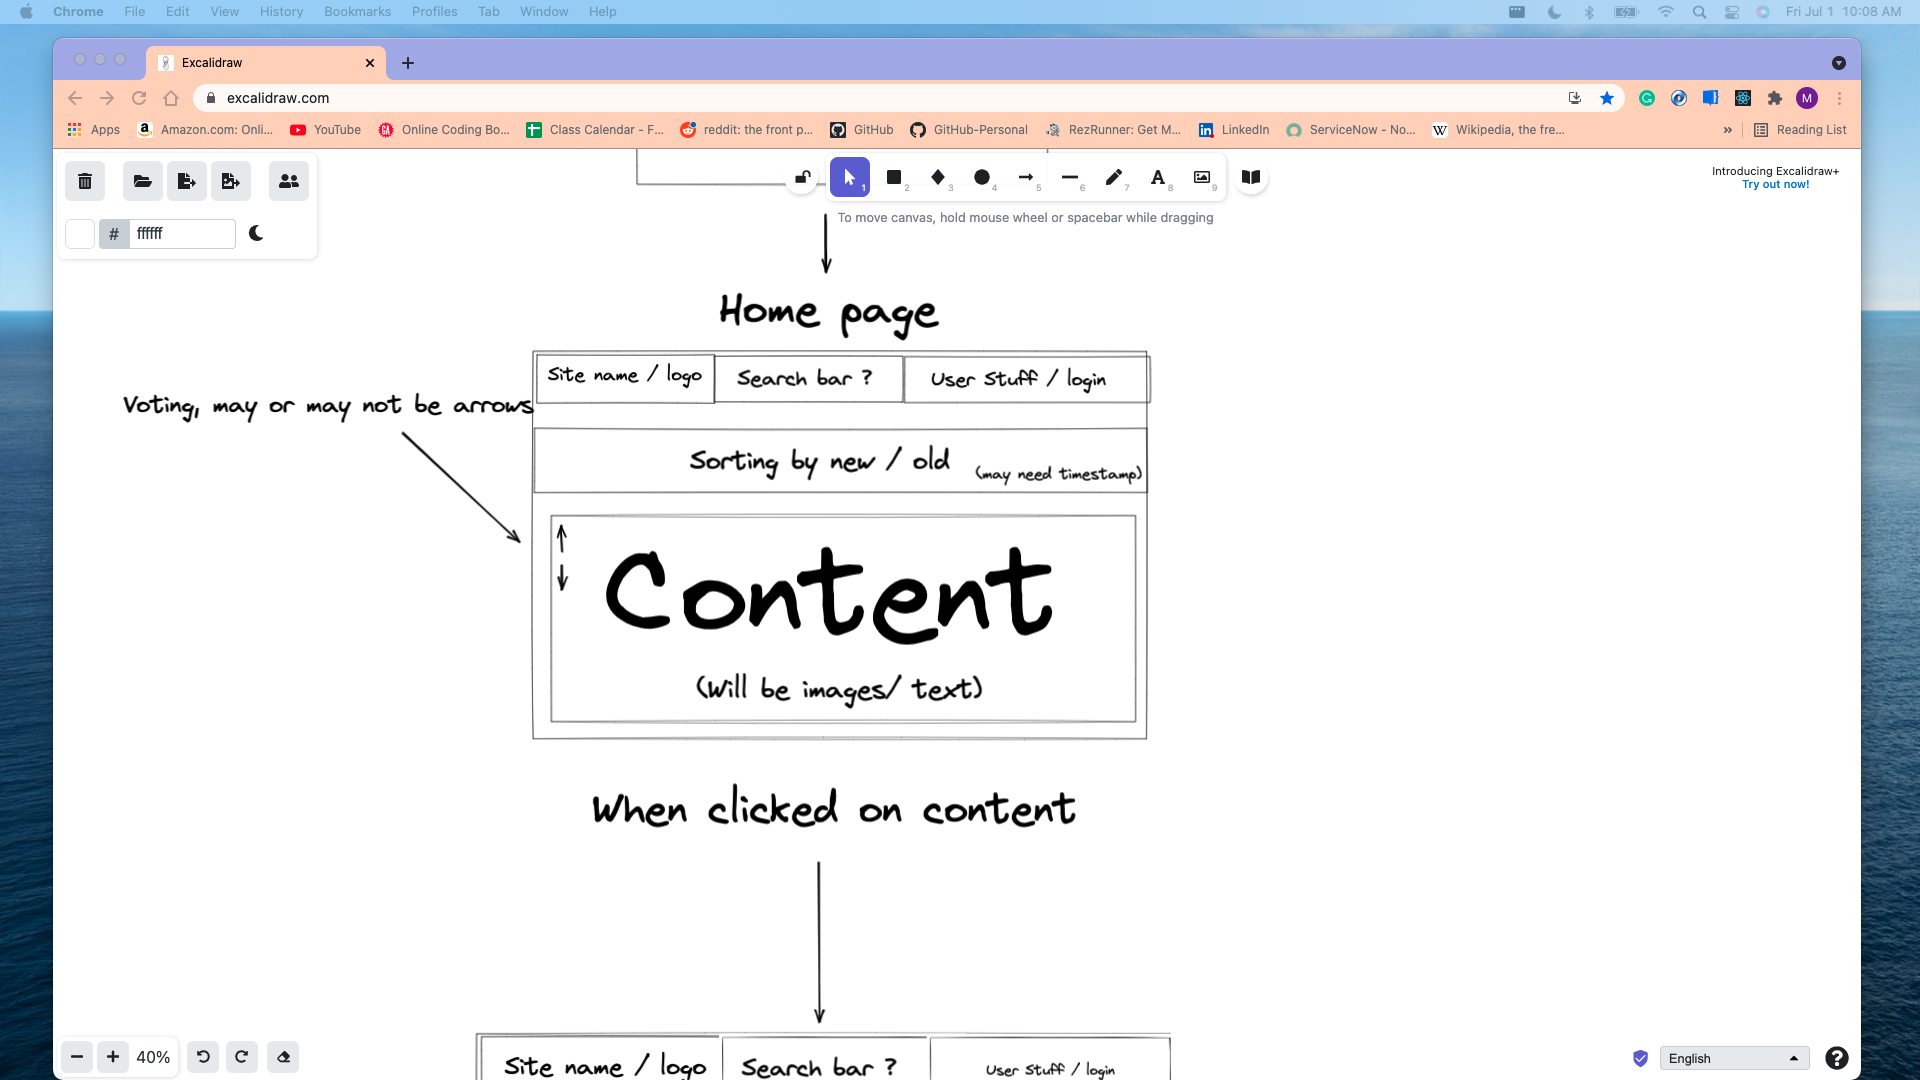 Chrome File Edit View History Bookmarks Profiles Tab Window Help Fri Jul 1 10:08 AM
Excalidraw
excalidraw.com
M
Apps Amazon.com: Onli... YouTube Online Coding Bo... Class Calendar - F... reddit: the front p... GitHub GitHub-Personal RezRunner: Get M... LinkedIn ServiceNow - No... Wikipedia, the fre... » Reading List
1 2 3 4 5 6 7 A 8 9
Introducing Excalidraw+
Try out now!
To move canvas, hold mouse wheel or spacebar while dragging
# ffffff
Home page
Site name / logo Search bar ? User Stuff / login
Voting, may or may not be arrows
Sorting by new / old (may need timestamp)
Content
(Will be images/ text)
When clicked on content
40%
English
?
Site name / logo Search bar ? User Stuff / login